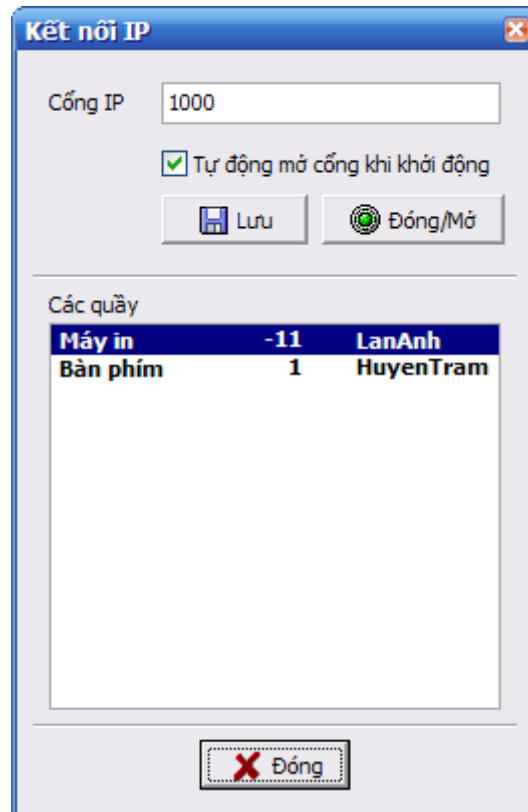 Kết nối IP
Cổng IP 1000
Tự động mở cổng khi khởi động
Lưu Đóng/Mở
Các quầy
Máy in -11 LanAnh
Bàn phím 1 HuyenTram
Đóng